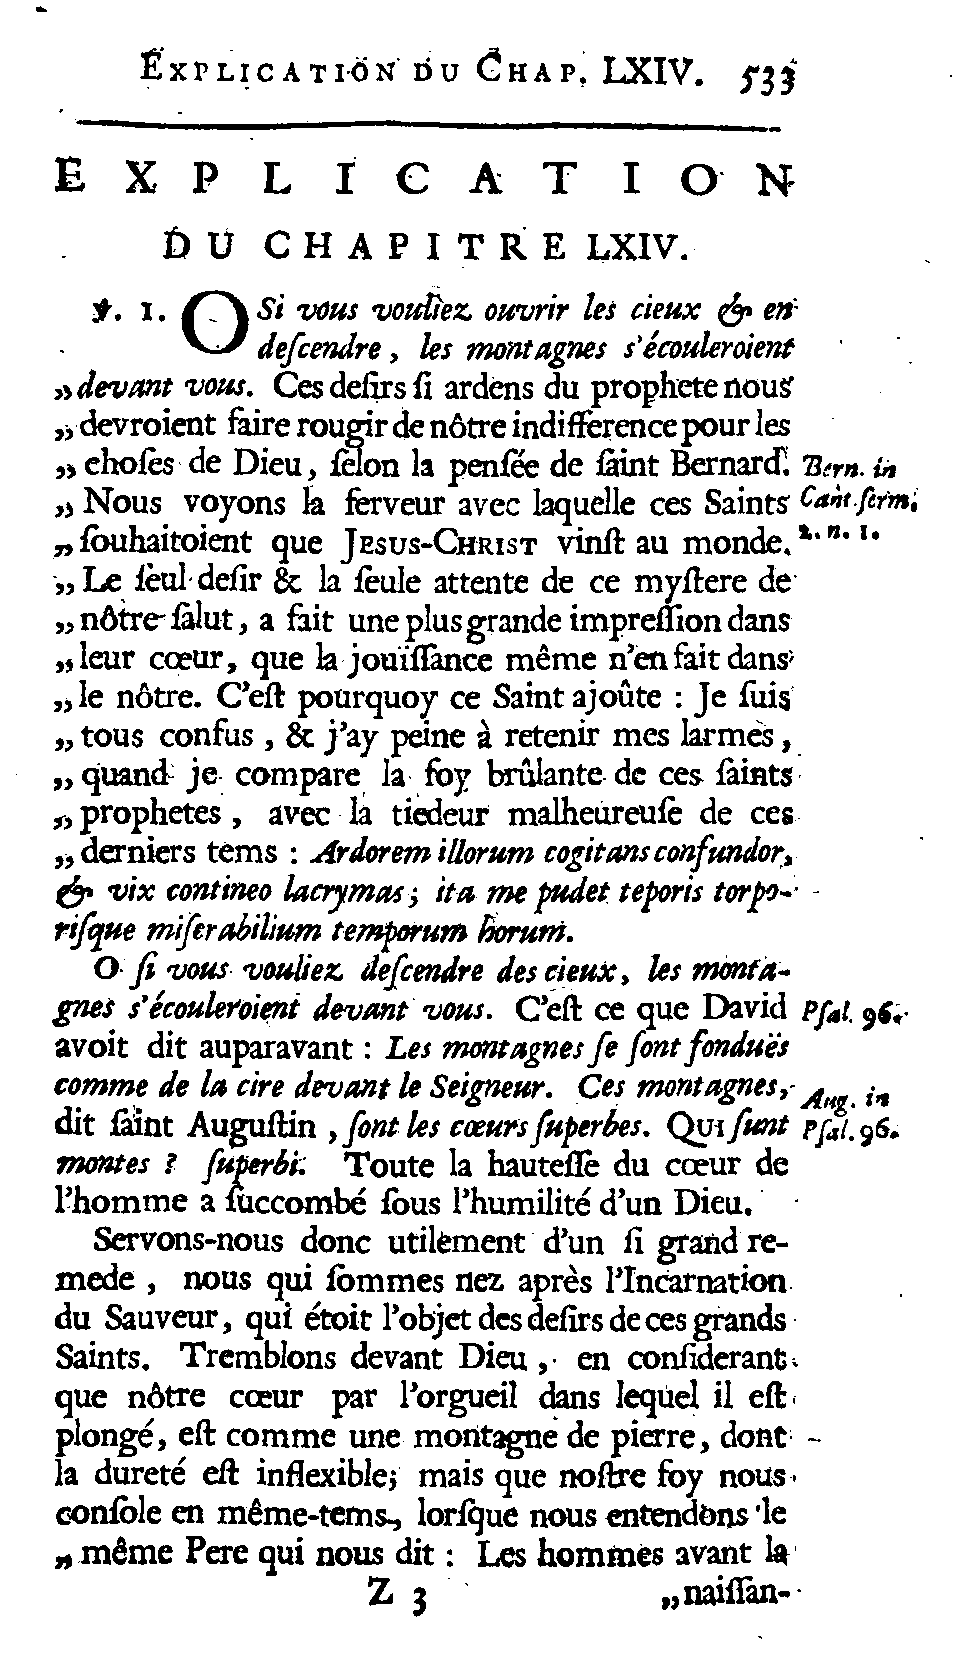 EXPLICATION DU CHAP. LXIV. 533
EXPLICATION
DU CHAPITRE LXIV.
℣. 1. O Si vous vouliez ouvrir les cieux & en
deſcendre, les montagnes s'écouleroient
„devant vous. Ces deſirs ſi ardens du prophete nous
„devroient faire rougir de nôtre indifference pour les
„choſes de Dieu, ſelon la penſée de ſaint Bernard. Bern. in
„Nous voyons la ferveur avec laquelle ces Saints Cant. ſerm.
„ſouhaitoient que JESUS-CHRIST vinſt au monde. 2. n. 1.
„Le ſeul deſir & la ſeule attente de ce myſtere de
„nôtre ſalut, a fait une plus grande impreſſion dans
„leur cœur, que la jouïſſance même n'en fait dans
„le nôtre. C'eſt pourquoy ce Saint ajoûte : Je ſuis
„tous confus, & j'ay peine à retenir mes larmes,
„quand je compare la foy brûlante de ces ſaints
„prophetes, avec la tiedeur malheureuſe de ces
„derniers tems : Ardorem illorum cogitans confundor,
& vix contineo lacrymas; ita me pudet teporis torpo-
riſque miſerabilium temporum horum.
O ſi vous vouliez deſcendre des cieux, les monta-
gnes s'écouleroient devant vous. C'eſt ce que David Pſal. 96.
avoit dit auparavant : Les montagnes ſe ſont fonduës
comme de la cire devant le Seigneur. Ces montagnes, Aug. in
dit ſaint Auguſtin, ſont les cœurs ſuperbes. QUI ſunt Pſal. 96.
montes ? ſuperbi. Toute la hauteſſe du cœur de
l'homme a ſuccombé ſous l'humilité d'un Dieu.
Servons-nous donc utilement d'un ſi grand re-
mede, nous qui ſommes nez après l'Incarnation
du Sauveur, qui étoit l'objet des deſirs de ces grands
Saints. Tremblons devant Dieu, en conſiderant
que nôtre cœur par l'orgueil dans lequel il eſt
plongé, eſt comme une montagne de pierre, dont
la dureté eſt inflexible; mais que noſtre foy nous
conſole en même-tems, lorſque nous entendons le
„même Pere qui nous dit : Les hommes avant la
Z 3 „naiſſan-